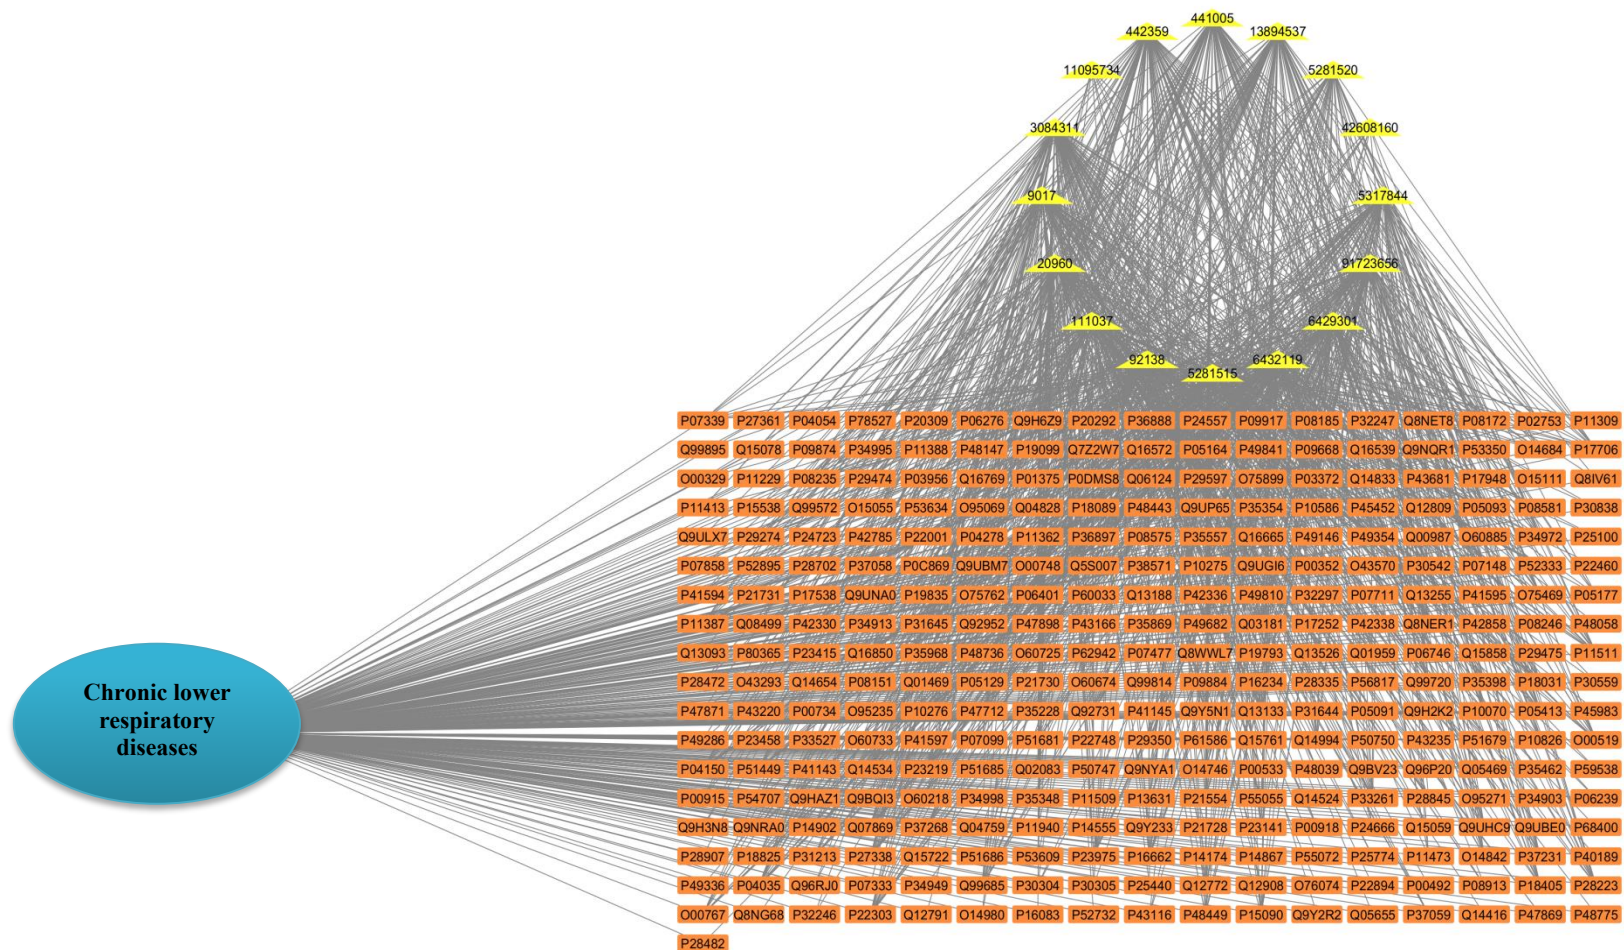 441005
442359
13894537
11095734
5281520
3084311
42608160
9017
5317844
20960
91723656
111037
6429301
92138
6432119
5281515
P07339 P27361 P04054 P78527 P20309 P06276 Q9H6Z9 P20292 P36888 P24557 P09917 P08185 P32247 Q8NET8 P08172 P02753 P11309
Q99895 Q15078 P09874 P34995 P11388 P48147 P19099 Q7Z2W7 Q16572 P05164 P49841 P09668 Q16539 Q9NQR1 P53350 O14684 P17706
O00329 P11229 P08235 P29474 P03956 Q16769 P01375 P0DMS8 Q06124 P29597 O75899 P03372 Q14833 P43681 P17948 O15111 Q8IV61
P11413 P15538 Q99572 O15055 P53634 O95069 Q04828 P18089 P48443 Q9UP65 P35354 P10586 P45452 Q12809 P05093 P08581 P30838
Q9ULX7 P29274 P24723 P42785 P22001 P04278 P11362 P36897 P08575 P35557 Q16665 P49146 P49354 Q00987 O60885 P34972 P25100
P07858 P52895 P28702 P37058 P0C869 Q9UBM7 O00748 Q5S007 P38571 P10275 Q9UGI6 P00352 O43570 P30542 P07148 P52333 P22460
P41594 P21731 P17538 Q9UNA0 P19835 O75762 P06401 P60033 Q13188 P42336 P49810 P32297 P07711 Q13255 P41595 O75469 P05177
P11387 Q08499 P42330 P34913 P31645 Q92952 P47898 P43166 P35869 P49682 Q03181 P17252 P42338 Q8NER1 P42858 P08246 P48058
Q13093 P80365 P23415 Q16850 P35968 P48736 O60725 P62942 P07477 Q8WWL7 P19793 Q13526 Q01959 P06746 Q15858 P29475 P11511
Chronic lower
respiratory
diseases
P28472 O43293 Q14654 P08151 Q01469 P05129 P21730 O60674 Q99814 P09884 P16234 P28335 P56817 Q99720 P35398 P18031 P30559
P47871 P43220 P00734 O95235 P10276 P47712 P35228 Q92731 P41145 Q9Y5N1 Q13133 P31644 P05091 Q9H2K2 P10070 P05413 P45983
P49286 P23458 P33527 O60733 P41597 P07099 P51681 P22748 P29350 P61586 Q15761 Q14994 P50750 P43235 P51679 P10826 O00519
P04150 P51449 P41143 Q14534 P23219 P51685 Q02083 P50747 Q9NYA1 O14746 P00533 P48039 Q9BV23 Q96P20 Q05469 P35462 P59538
P00915 P54707 Q9HAZ1 Q9BQI3 O60218 P34998 P35348 P11509 P13631 P21554 P55055 Q14524 P33261 P28845 O95271 P34903 P06239
Q9H3N8 Q9NRA0 P14902 Q07869 P37268 Q04759 P11940 P14555 Q9Y233 P21728 P23141 P00918 P24666 Q15059 Q9UHC9 Q9UBE0 P68400
P28907 P18825 P31213 P27338 Q15722 P51686 P53609 P23975 P16662 P14174 P14867 P55072 P25774 P11473 O14842 P37231 P40189
P49336 P04035 Q96RJ0 P07333 P34949 Q99685 P30304 P30305 P25440 Q12772 Q12908 O76074 P22894 P00492 P08913 P18405 P28223
O00767 Q8NG68 P32246 P22303 Q12791 O14980 P16083 P52732 P43116 P48449 P15090 Q9Y2R2 Q05655 P37059 Q14416 P47869 P48775
P28482